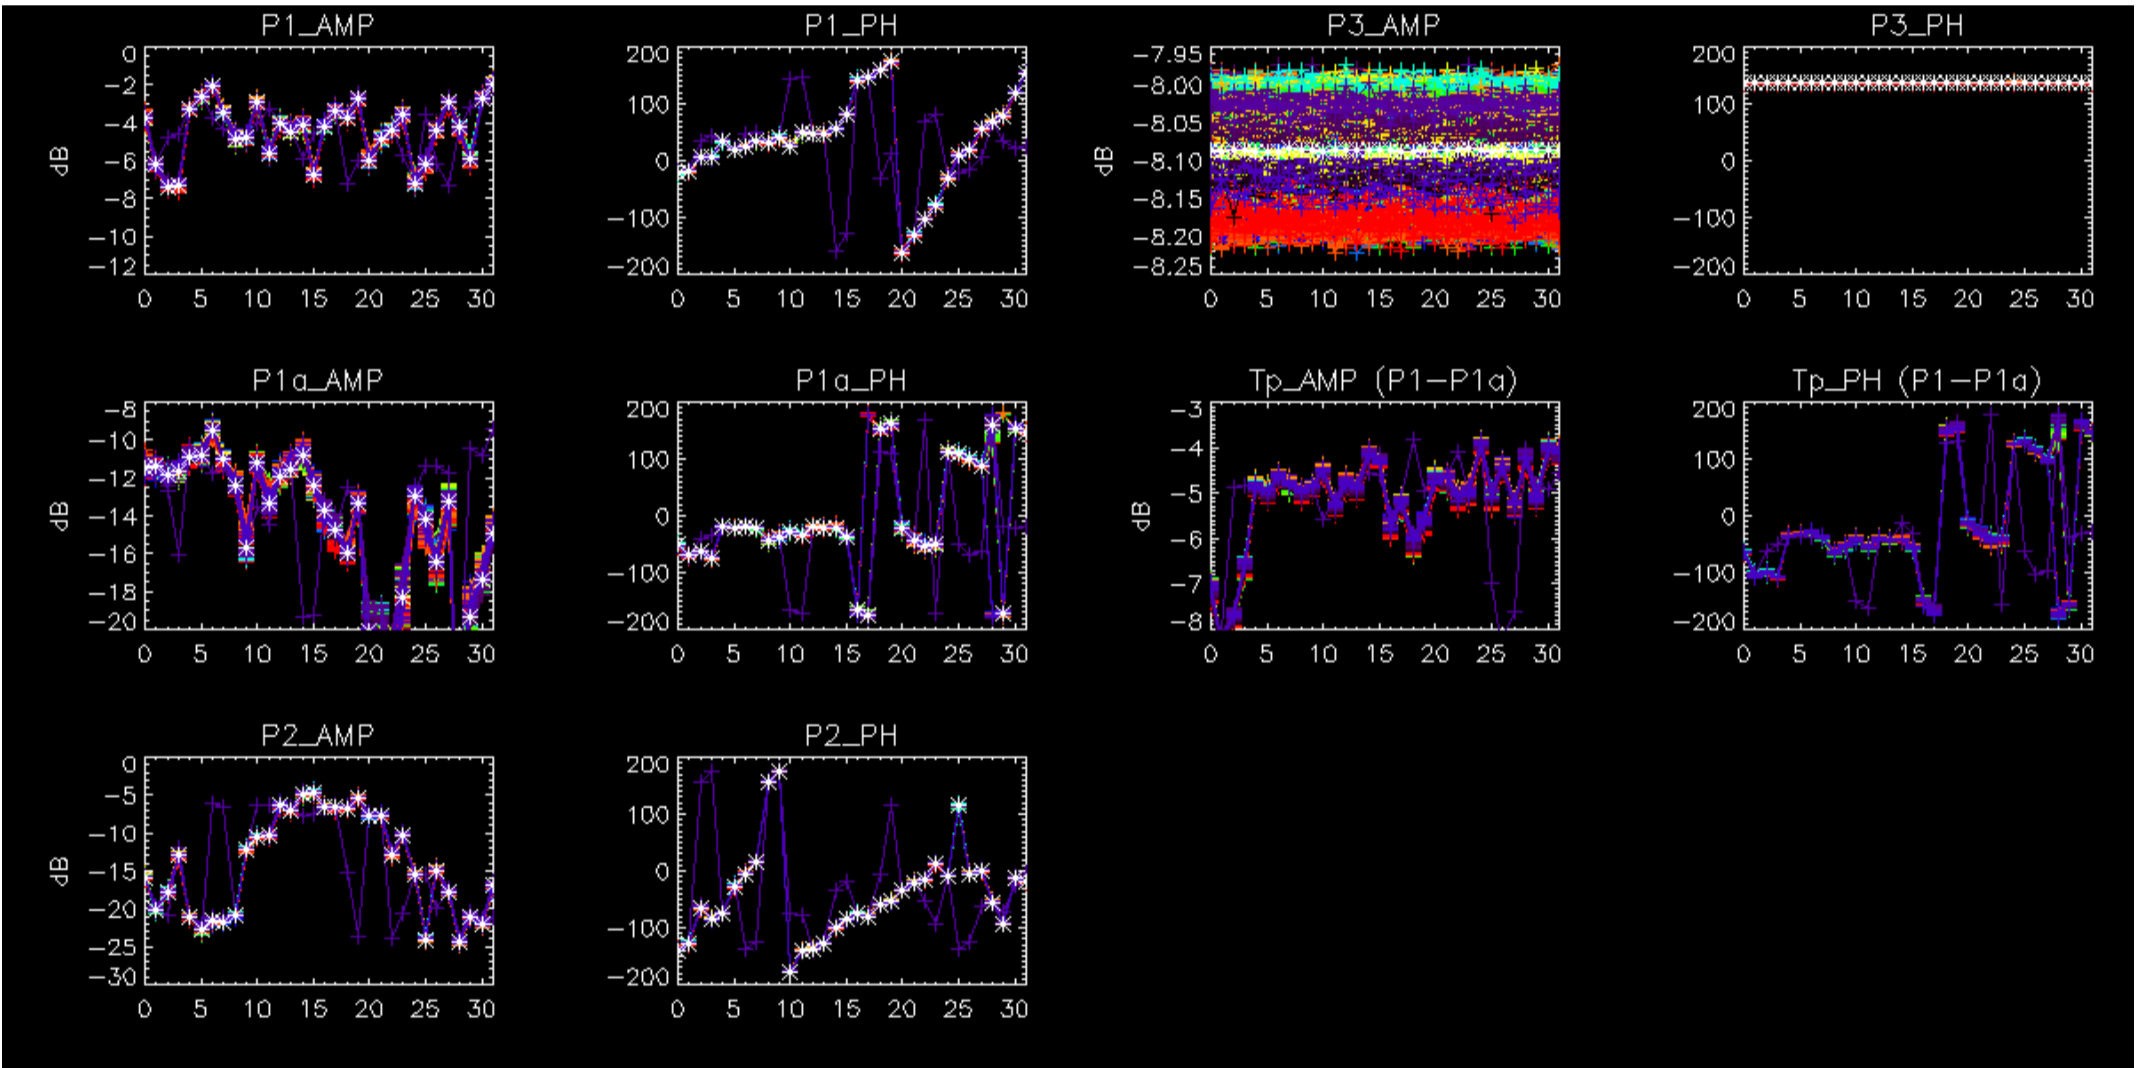 P1_AMP
0
−2
−4
−6
−8
−10
−12
dB
0 5 10 15 20 25 30
P1_PH
200
100
0
−100
−200
0 5 10 15 20 25 30
P3_AMP
−7.95
−8.00
−8.05
−8.10
−8.15
−8.20
−8.25
dB
0 5 10 15 20 25 30
P3_PH
200
100
0
−100
−200
0 5 10 15 20 25 30
P1a_AMP
−8
−10
−12
−14
−16
−18
−20
dB
0 5 10 15 20 25 30
P1a_PH
200
100
0
−100
−200
0 5 10 15 20 25 30
Tp_AMP (P1−P1a)
−3
−4
−5
−6
−7
−8
dB
0 5 10 15 20 25 30
Tp_PH (P1−P1a)
200
100
0
−100
−200
0 5 10 15 20 25 30
P2_AMP
0
−5
−10
−15
−20
−25
−30
dB
0 5 10 15 20 25 30
P2_PH
200
100
0
−100
−200
0 5 10 15 20 25 30